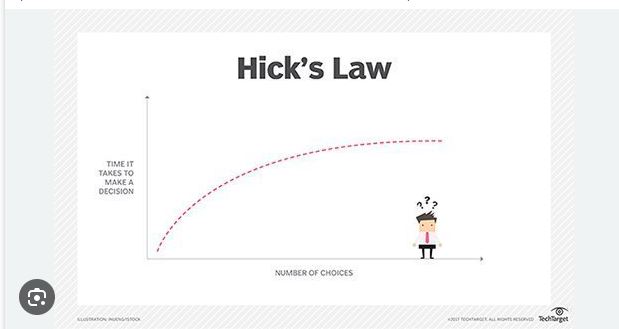 Hick's Law
TIME IT
TAKES TO
MAKE A
DECISION
? ? ?
NUMBER OF CHOICES
ILLUSTRATION: INUENG/ISTOCK
©2017 TECHTARGET. ALL RIGHTS RESERVED
TechTarget